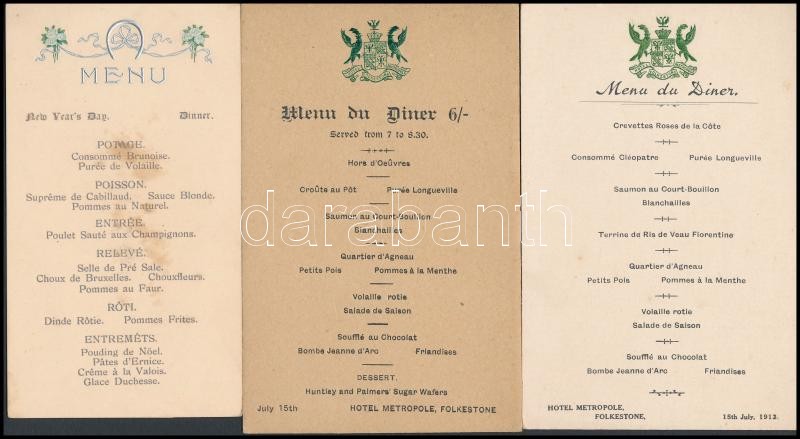 MENU
New Year's Day. Dinner.
POTAGE.
Consommé Brunoise.
Purée de Volaille.
POISSON.
Suprême de Cabillaud. Sauce Blonde.
Pommes au Naturel.
ENTRÉE.
Poulet Sauté aux Champignons.
RELEVÉ.
Selle de Pré Sale.
Choux de Bruxelles. Chouxfleurs.
Pommes au Faur.
RÔTI.
Dinde Rôtie. Pommes Frites.
ENTREMÊTS.
Pouding de Nöel.
Pâtes d'Ernice.
Crême à la Valois.
Glace Duchesse.
Menu du Diner 6/-
Served from 7 to 8.30.
Hors d'Oeûvres
Croûte au Pôt Purée Longueville
Saumon au Court-Bouillon
Blanchailles
Quartier d'Agneau
Petits Pois Pommes à la Menthe
Volaille rotie
Salade de Saison
Soufflé au Chocolat
Bombe Jeanne d'Arc Friandises
DESSERT.
Huntley and Palmers' Sugar Wafers
July 15th HOTEL METROPOLE, FOLKESTONE
Menu du Diner.
Crevettes Roses de la Côte
Consommé Cléopatre Purée Longueville
Saumon au Court-Bouillon
Blanchailles
Terrine de Ris de Veau Florentine
Quartier d'Agneau
Petits Pois Pommes à la Menthe
Volaille rotie
Salade de Saison
Soufflé au Chocolat
Bombe Jeanne d'Arc Friandises
HOTEL METROPOLE,
FOLKESTONE, 15th July, 1912.
darabanth